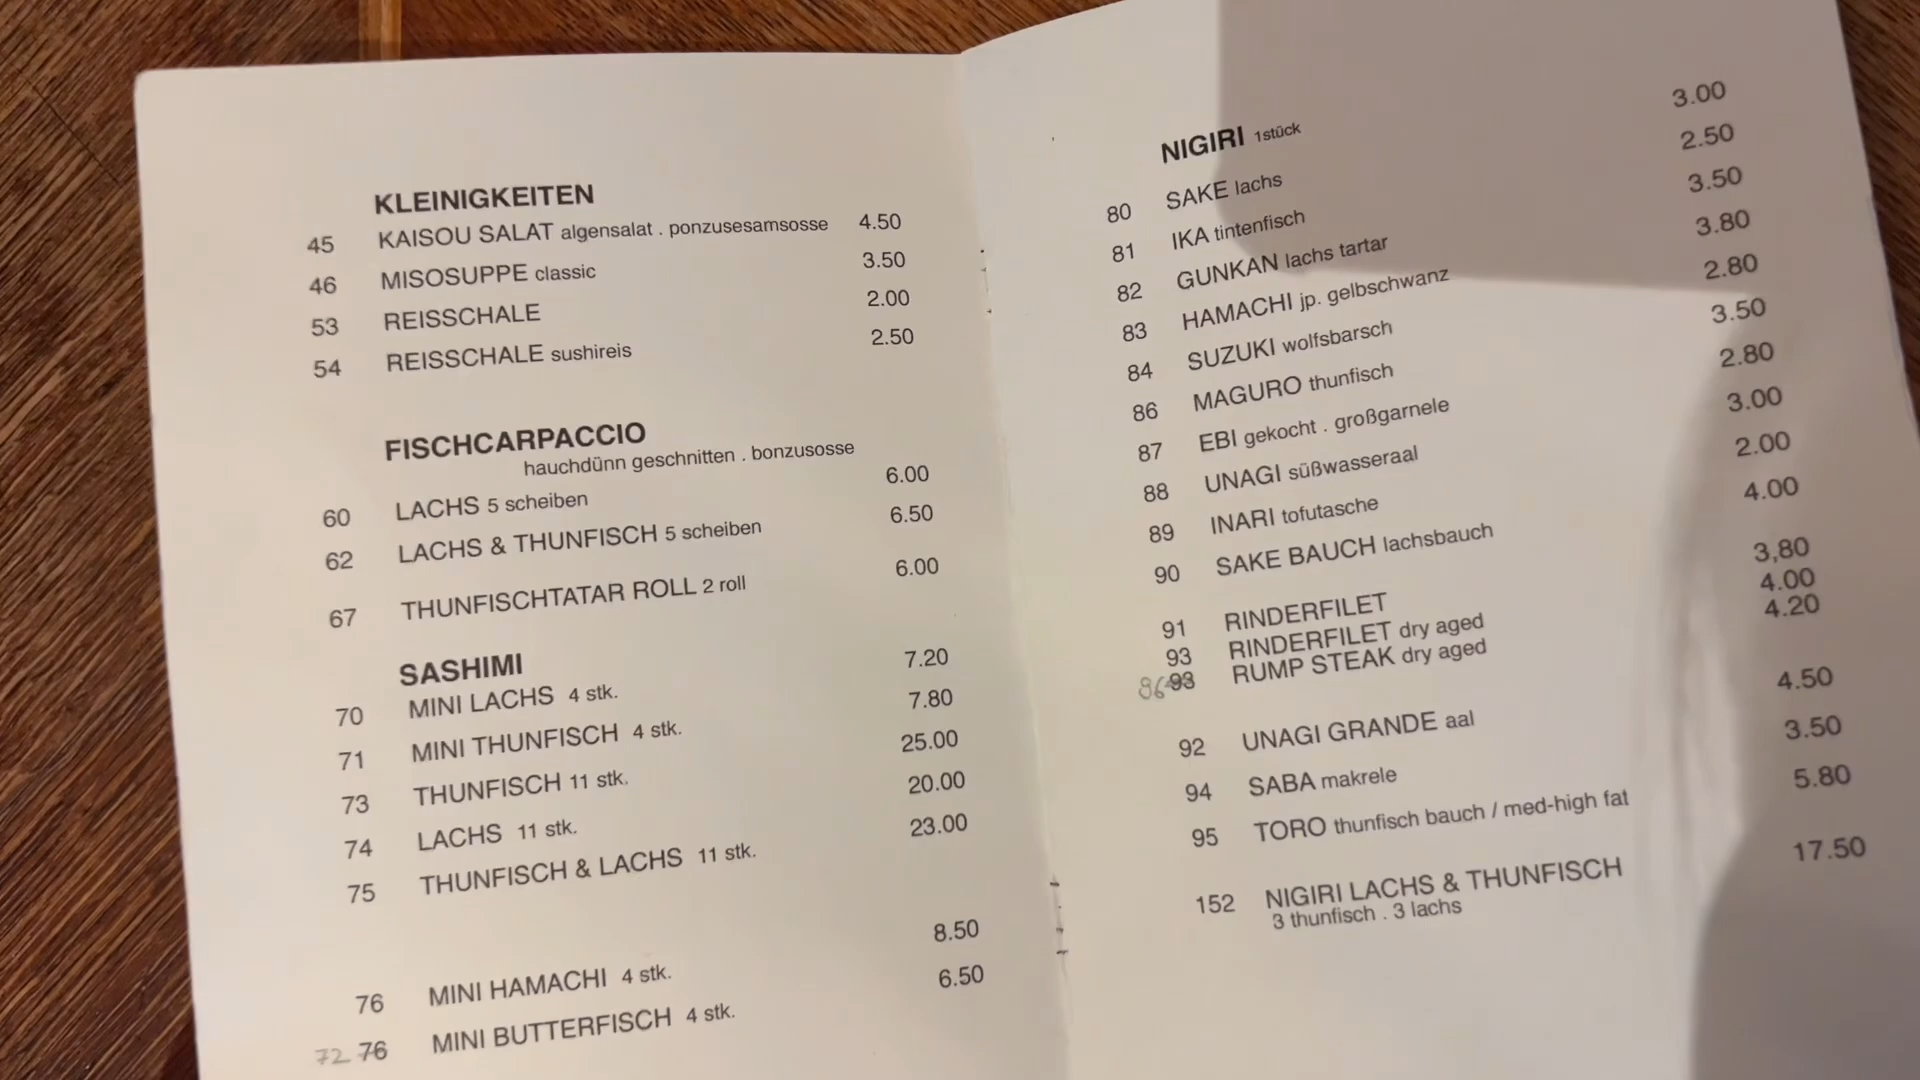 KLEINIGKEITEN
45 KAISOU SALAT algensalat . ponzusesamsosse 4.50
46 MISOSUPPE classic 3.50
53 REISSCHALE 2.00
54 REISSCHALE sushireis 2.50
FISCHCARPACCIO
hauchdünn geschnitten . bonzusosse
60 LACHS 5 scheiben 6.00
62 LACHS & THUNFISCH 5 scheiben 6.50
67 THUNFISCHTATAR ROLL 2 roll 6.00
SASHIMI
70 MINI LACHS 4 stk. 7.20
71 MINI THUNFISCH 4 stk. 7.80
73 THUNFISCH 11 stk. 25.00
74 LACHS 11 stk. 20.00
75 THUNFISCH & LACHS 11 stk. 23.00
76 MINI HAMACHI 4 stk. 8.50
72 76 MINI BUTTERFISCH 4 stk. 6.50
NIGIRI 1stück
80 SAKE lachs 3.00
81 IKA tintenfisch 2.50
82 GUNKAN lachs tartar 3.50
83 HAMACHI jp. gelbschwanz 3.80
84 SUZUKI wolfsbarsch 2.80
86 MAGURO thunfisch 3.50
87 EBI gekocht . großgarnele 2.80
88 UNAGI süßwasseraal 3.00
89 INARI tofutasche 2.00
90 SAKE BAUCH lachsbauch 4.00
91 RINDERFILET 3,80
93 RINDERFILET dry aged 4.00
86 93 RUMP STEAK dry aged 4.20
92 UNAGI GRANDE aal 4.50
94 SABA makrele 3.50
95 TORO thunfisch bauch / med-high fat 5.80
152 NIGIRI LACHS & THUNFISCH 17.50
3 thunfisch . 3 lachs